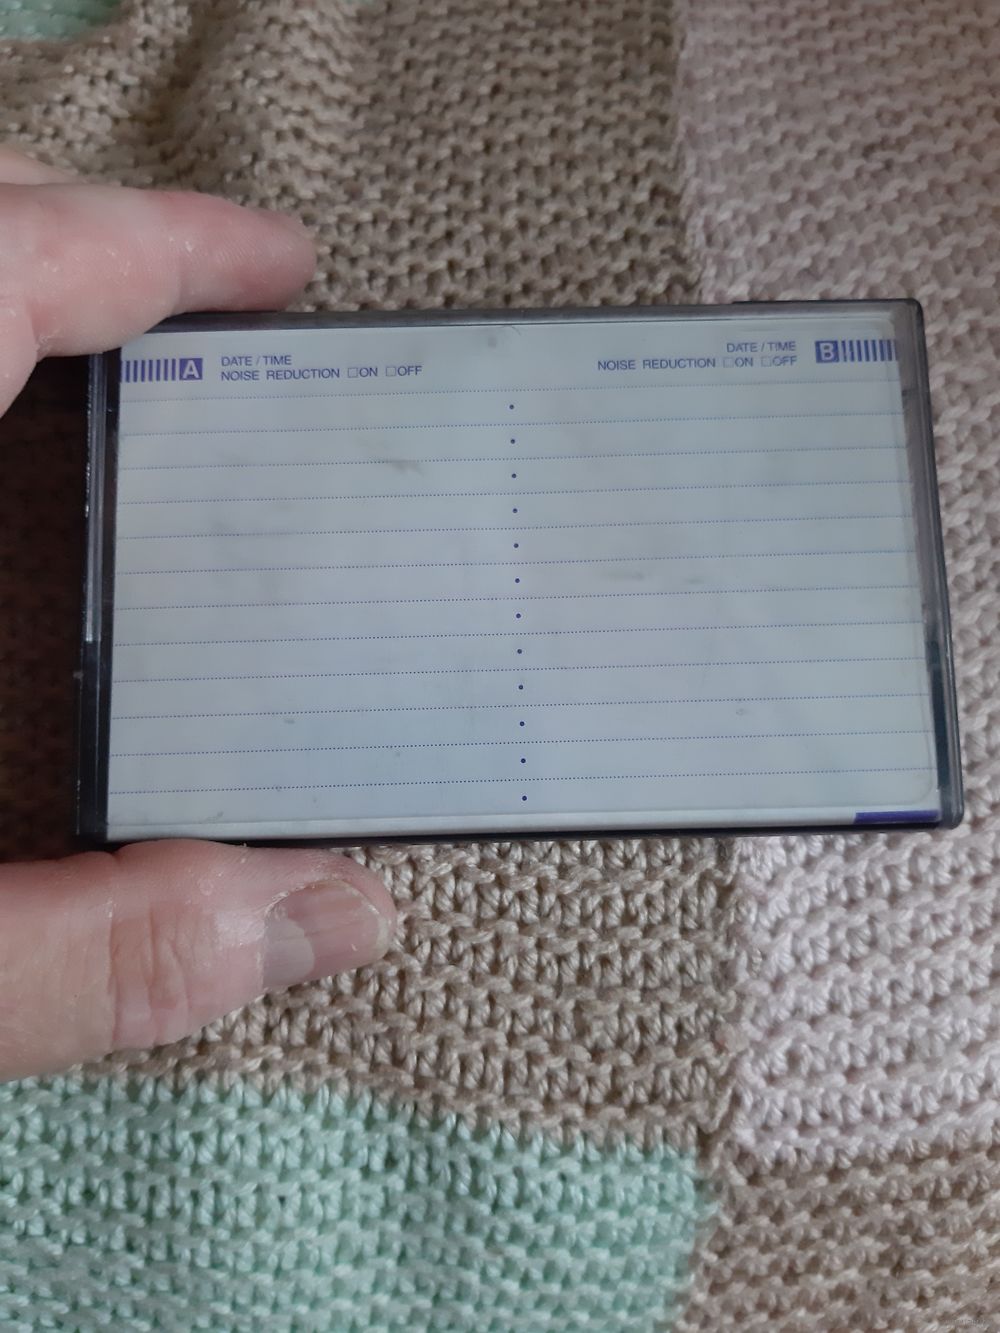 A DATE / TIME
NOISE REDUCTION ☐ON ☐OFF
DATE / TIME B
NOISE REDUCTION ☐ON ☐OFF